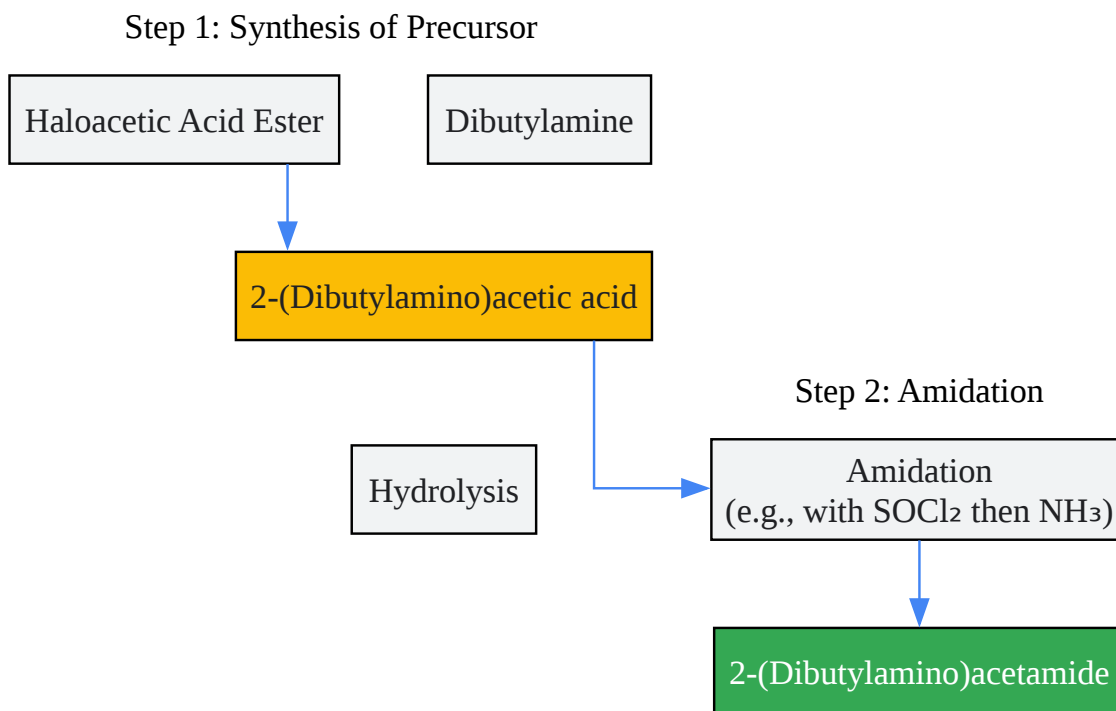 Step 1: Synthesis of Precursor
Haloacetic Acid Ester
Dibutylamine
2-(Dibutylamino)acetic acid
Step 2: Amidation
Hydrolysis
Amidation
(e.g., with SOCl₂ then NH₃)
2-(Dibutylamino)acetamide